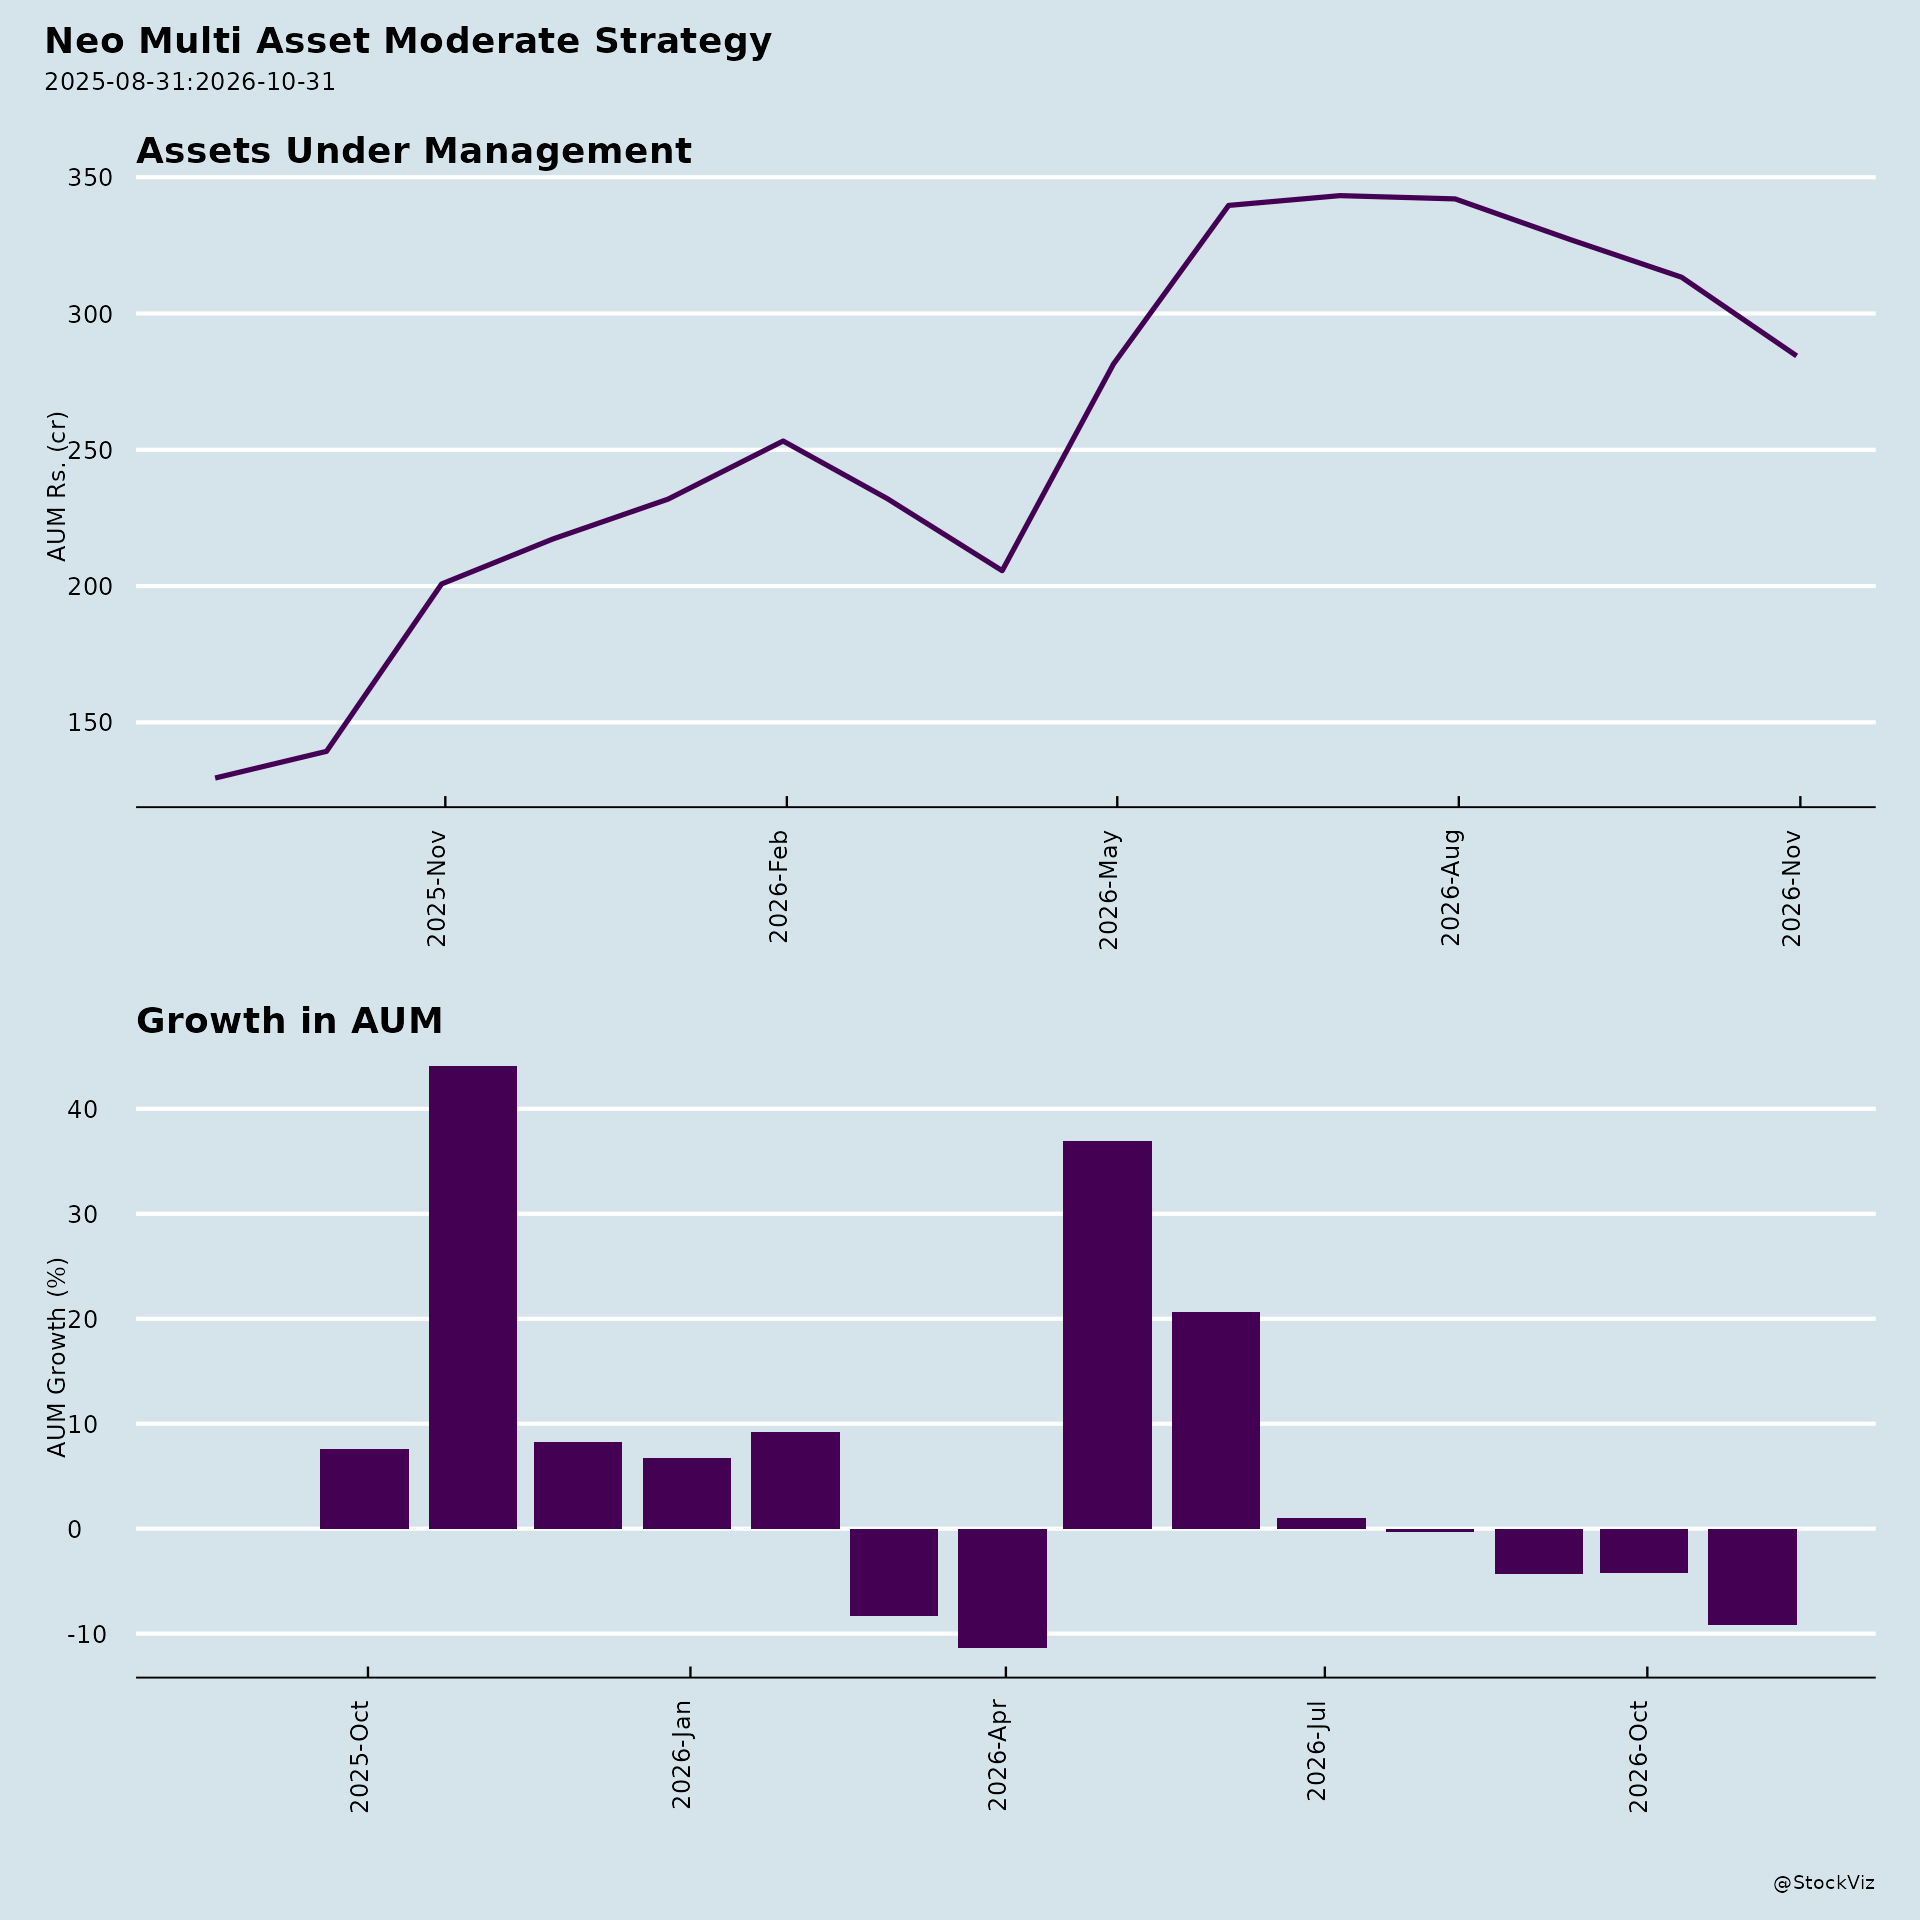 Neo Multi Asset Moderate Strategy
2025-08-31:2026-10-31
Assets Under Management
AUM Rs. (cr)
350
300
250
200
150
2025-Nov
2026-Feb
2026-May
2026-Aug
2026-Nov
Growth in AUM
AUM Growth (%)
40
30
20
10
0
-10
2025-Oct
2026-Jan
2026-Apr
2026-Jul
2026-Oct
@StockViz